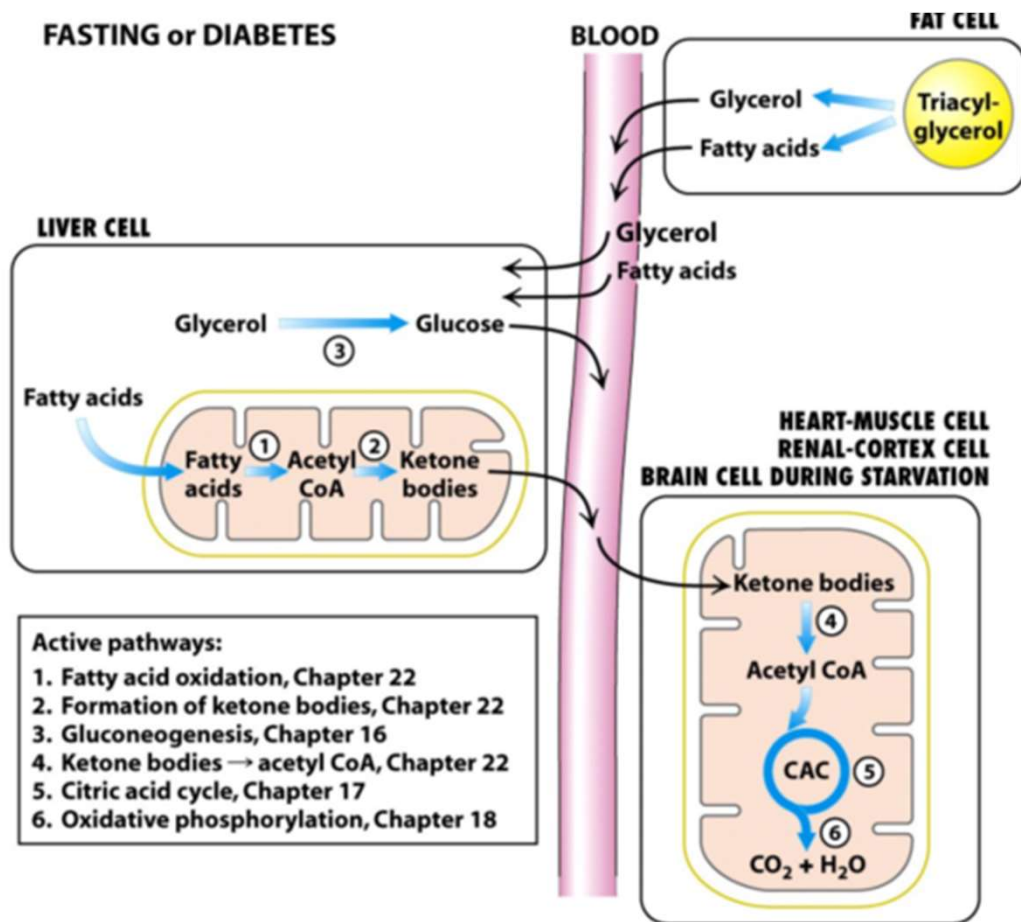 FASTING or DIABETES
BLOOD
FAT CELL
Glycerol
Fatty acids
Triacyl-
glycerol
Glycerol
Fatty acids
LIVER CELL
Glycerol
Glucose
3
Fatty acids
1
2
Fatty
acids
Acetyl
CoA
Ketone
bodies
HEART-MUSCLE CELL
RENAL-CORTEX CELL
BRAIN CELL DURING STARVATION
Ketone bodies
4
Acetyl CoA
CAC
5
6
CO₂ + H₂O
Active pathways:
1. Fatty acid oxidation, Chapter 22
2. Formation of ketone bodies, Chapter 22
3. Gluconeogenesis, Chapter 16
4. Ketone bodies → acetyl CoA, Chapter 22
5. Citric acid cycle, Chapter 17
6. Oxidative phosphorylation, Chapter 18